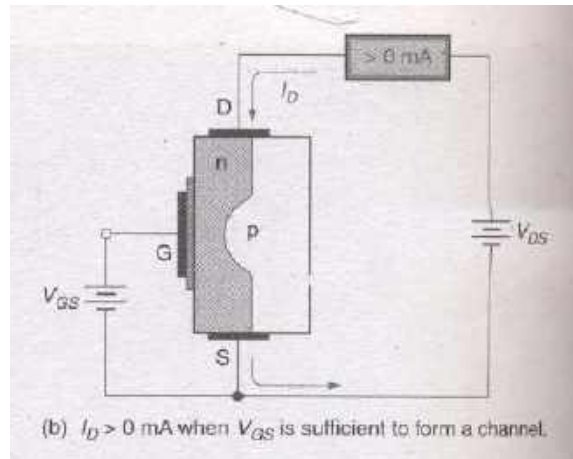 > 0 mA
I_D
D
n
p
G
V_GS
V_DS
S
(b) I_D > 0 mA when V_GS is sufficient to form a channel.